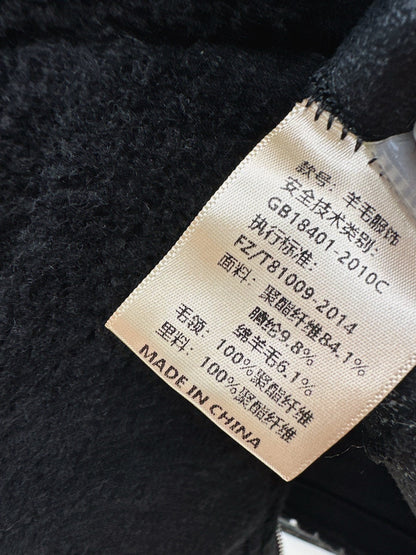 款号：羊毛服饰
安全技术类别：
GB18401-2010C
执行标准：
FZ/T81009-2014
面料：聚酯纤维84.1%
腈纶9.8%
绵羊毛6.1%
毛领：100%聚酯纤维
里料：100%聚酯纤维
MADE IN CHINA